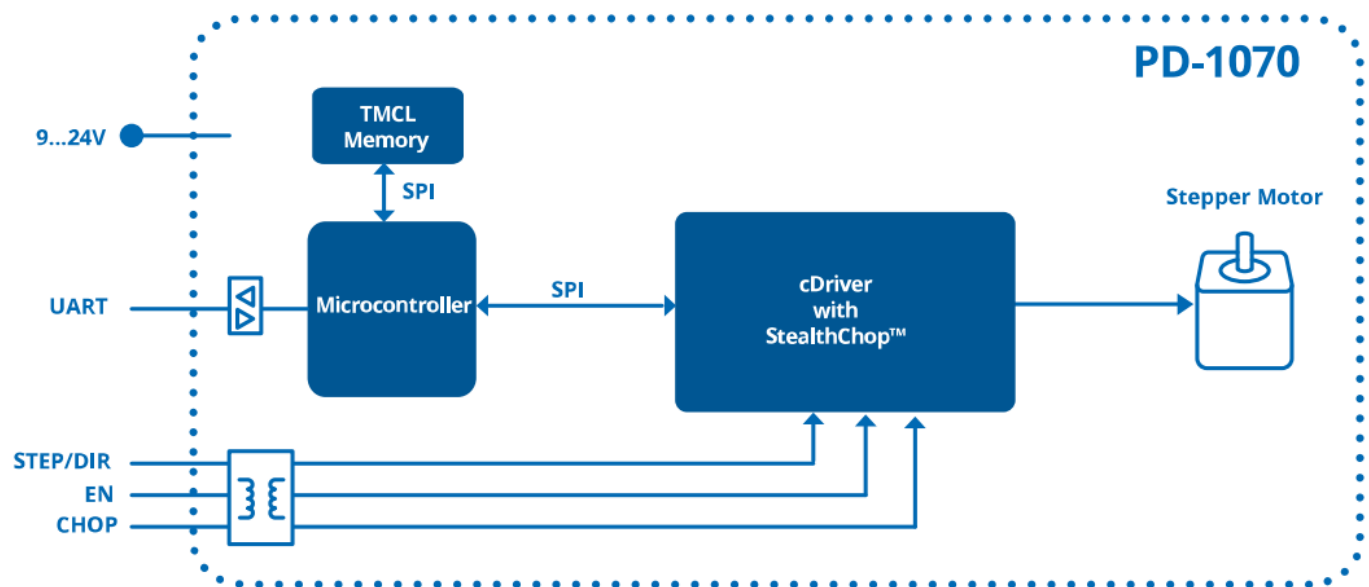 PD-1070
TMCL
Memory
9...24V
SPI
Stepper Motor
cDriver
with
StealthChop™
Microcontroller
SPI
UART
STEP/DIR
EN
CHOP